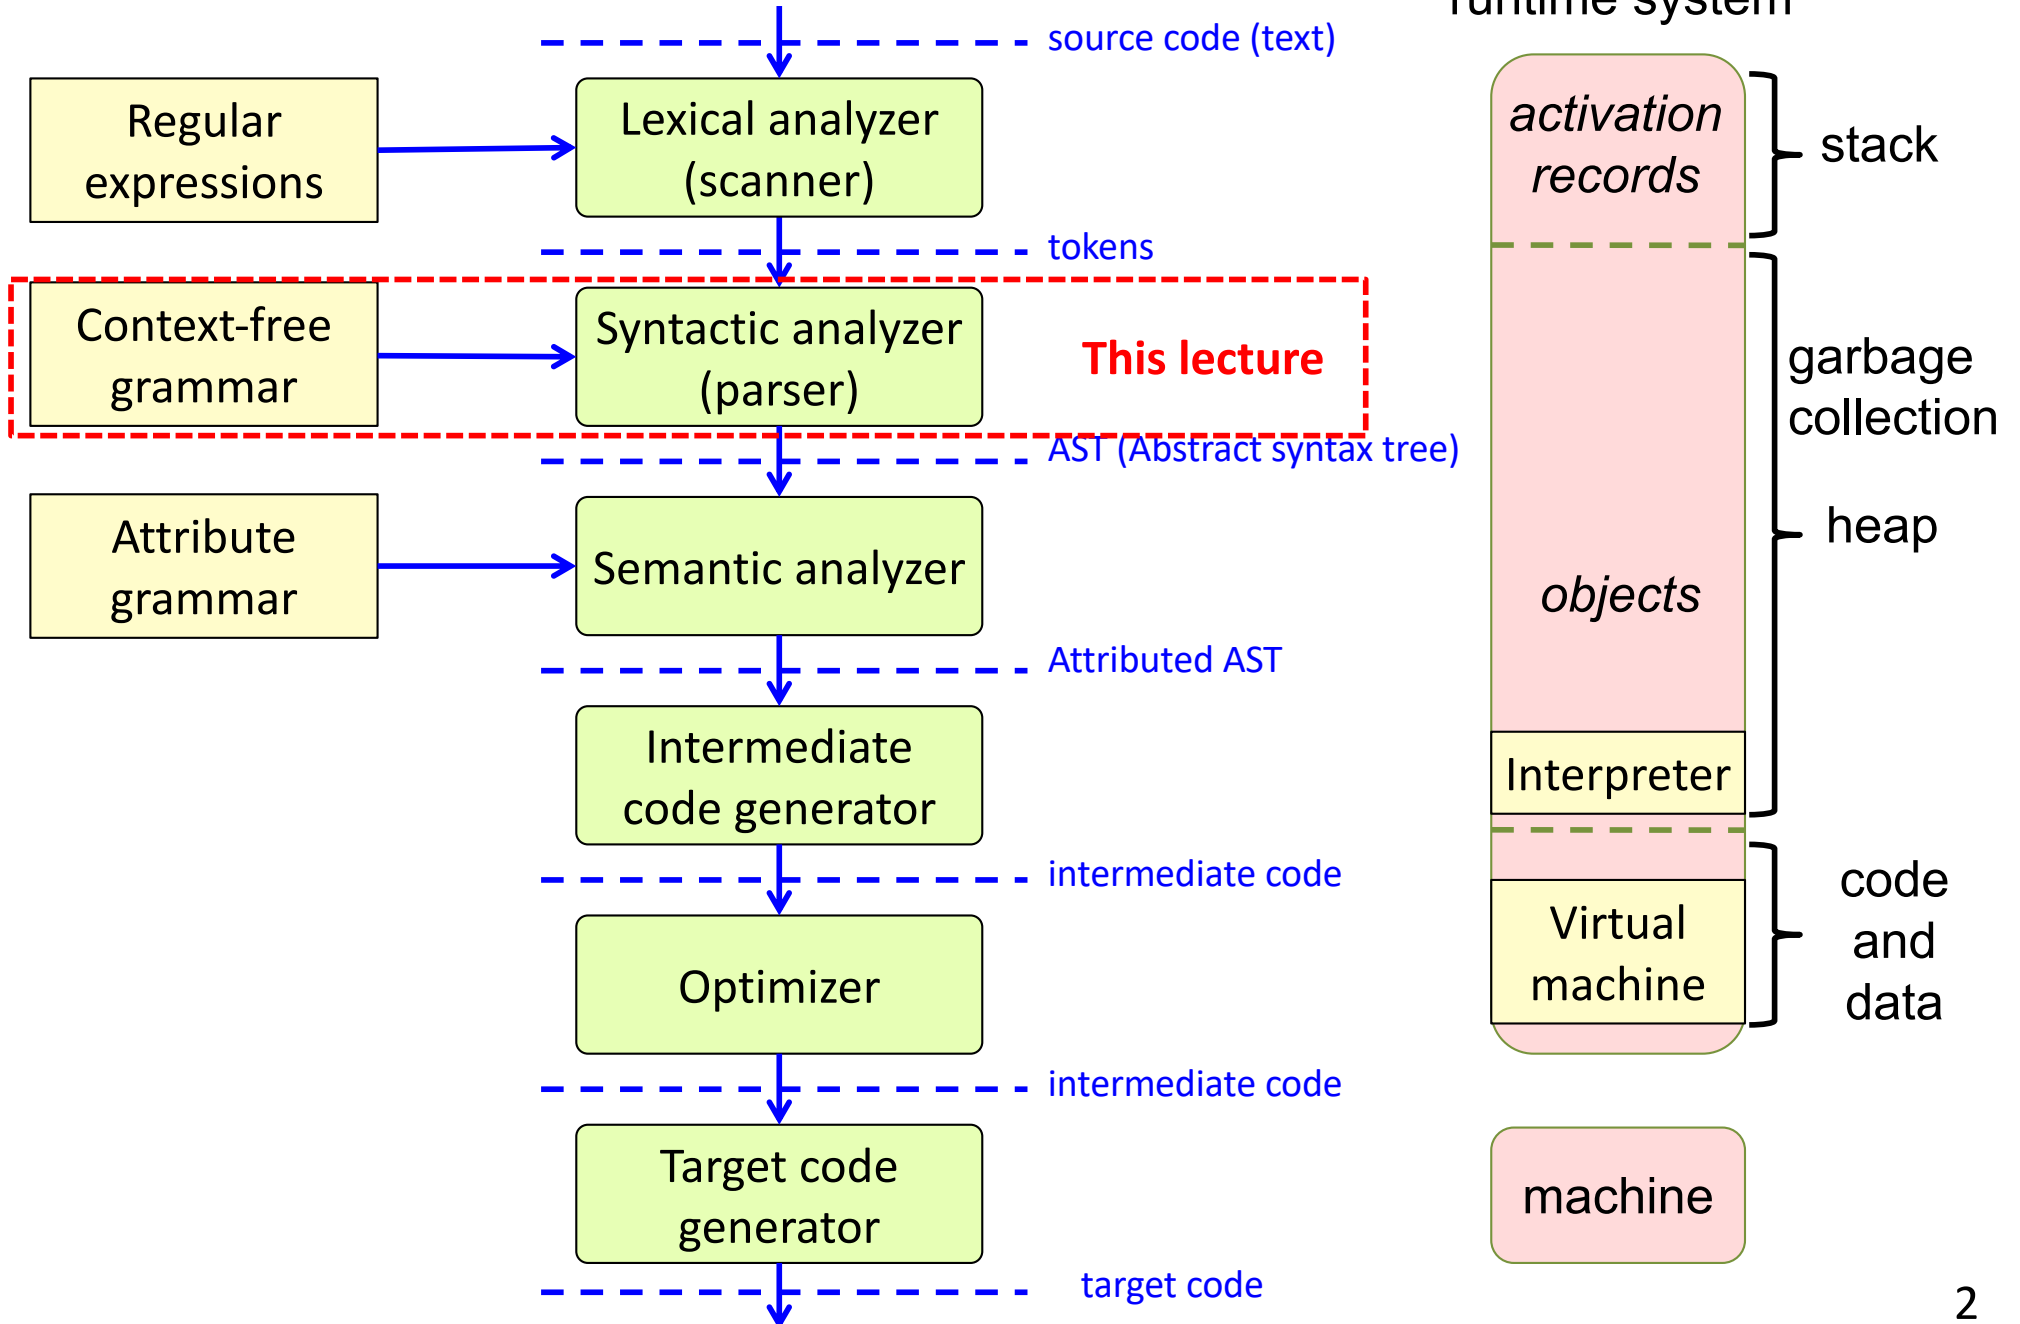 runtime system
source code (text)
Regular
expressions
Lexical analyzer
(scanner)
tokens
Context-free
grammar
Syntactic analyzer
(parser)
This lecture
AST (Abstract syntax tree)
Attribute
grammar
Semantic analyzer
Attributed AST
Intermediate
code generator
intermediate code
Optimizer
intermediate code
Target code
generator
target code
activation
records
stack
garbage
collection
heap
objects
Interpreter
Virtual
machine
code
and
data
machine
2